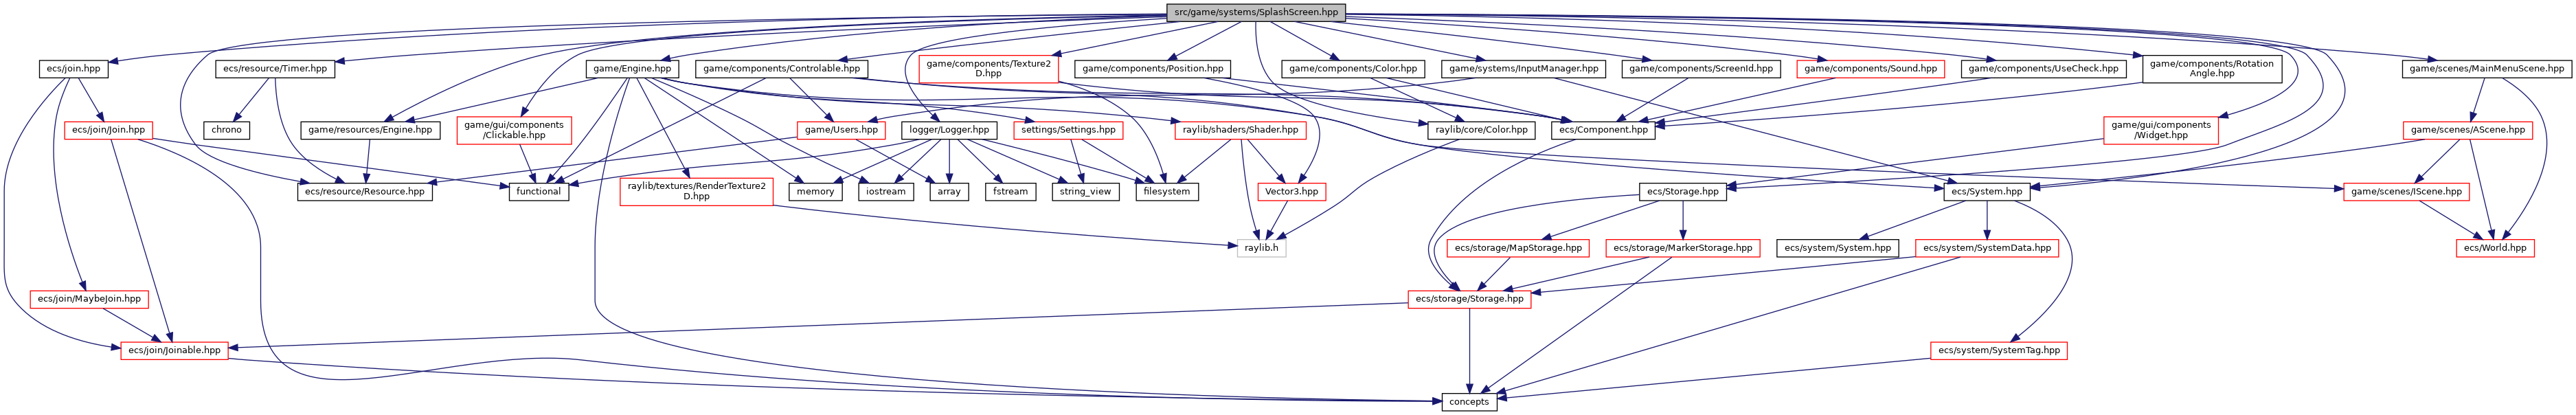 src/game/systems/SplashScreen.hpp
ecs/join.hpp
ecs/resource/Timer.hpp
game/Engine.hpp
game/components/Controlable.hpp
game/components/Texture2
D.hpp
game/components/Position.hpp
game/components/Color.hpp
game/systems/InputManager.hpp
game/components/ScreenId.hpp
game/components/Sound.hpp
game/components/UseCheck.hpp
game/components/Rotation
Angle.hpp
game/scenes/MainMenuScene.hpp
ecs/join/Join.hpp
chrono
game/resources/Engine.hpp
game/gui/components
/Clickable.hpp
game/Users.hpp
logger/Logger.hpp
settings/Settings.hpp
raylib/shaders/Shader.hpp
raylib/core/Color.hpp
ecs/Component.hpp
game/gui/components
/Widget.hpp
game/scenes/AScene.hpp
ecs/resource/Resource.hpp
functional
raylib/textures/RenderTexture2
D.hpp
memory
iostream
array
fstream
string_view
filesystem
Vector3.hpp
ecs/Storage.hpp
ecs/System.hpp
game/scenes/IScene.hpp
raylib.h
ecs/storage/MapStorage.hpp
ecs/storage/MarkerStorage.hpp
ecs/system/System.hpp
ecs/system/SystemData.hpp
ecs/World.hpp
ecs/join/MaybeJoin.hpp
ecs/storage/Storage.hpp
ecs/join/Joinable.hpp
ecs/system/SystemTag.hpp
concepts